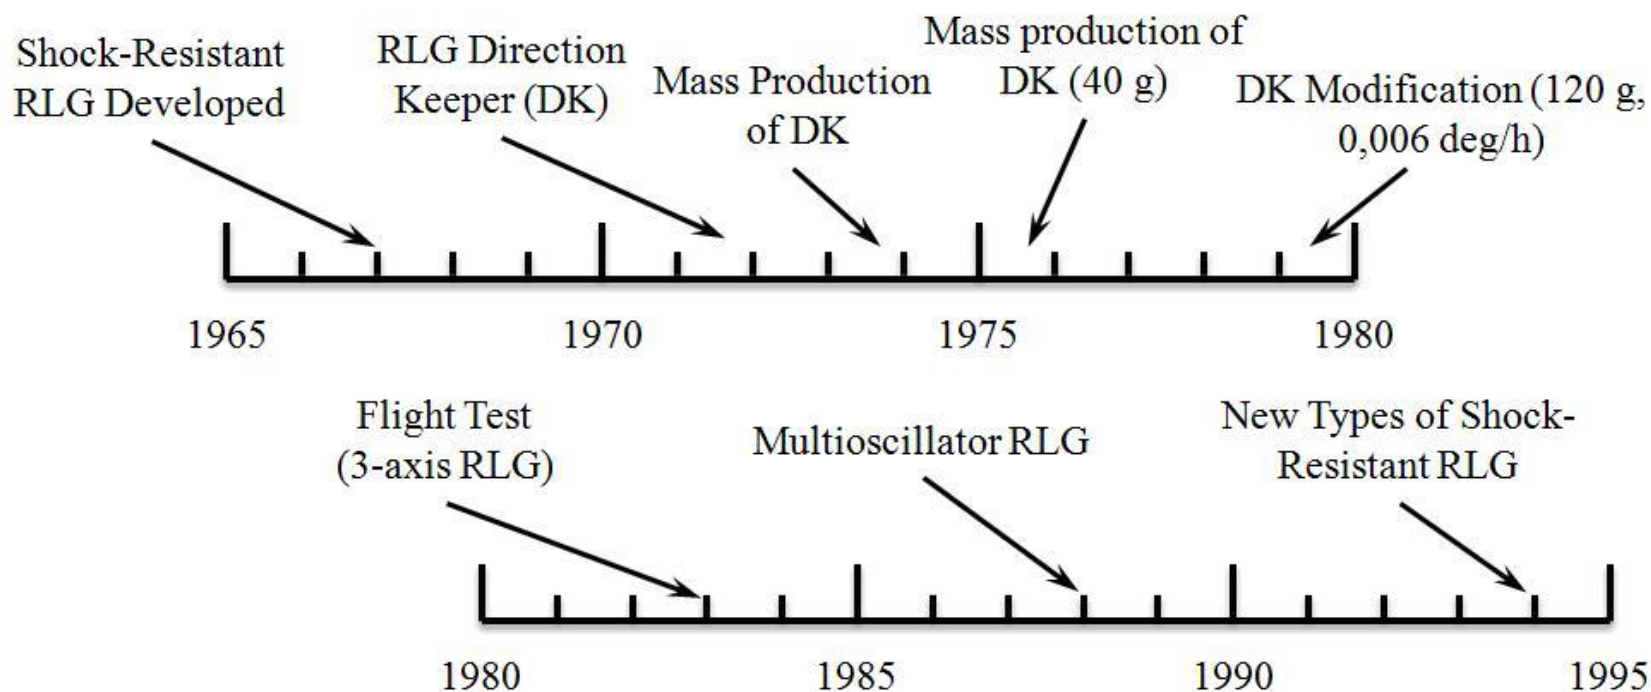 Shock-Resistant
RLG Developed
RLG Direction
Keeper (DK)
Mass Production
of DK
Mass production of
DK (40 g)
DK Modification (120 g,
0,006 deg/h)
1965
1970
1975
1980
Flight Test
(3-axis RLG)
Multioscillator RLG
New Types of Shock-
Resistant RLG
1980
1985
1990
1995